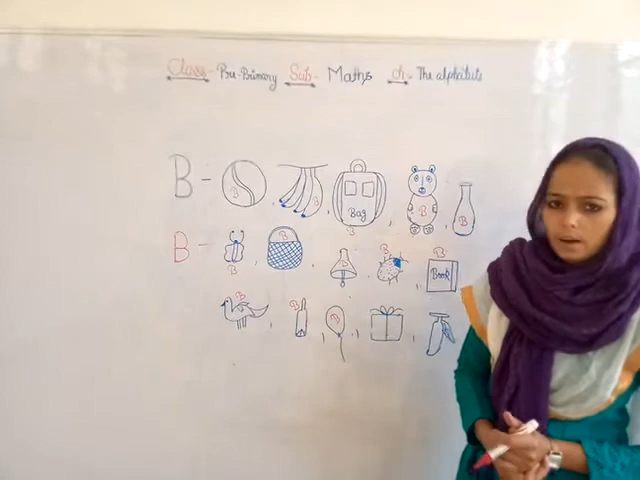 Class- Pre-Primary Sub- Maths ch- The alphabets
B - B , B , Bag B , B , B
B - B , B , B , B , Book B
B , B , B , ,